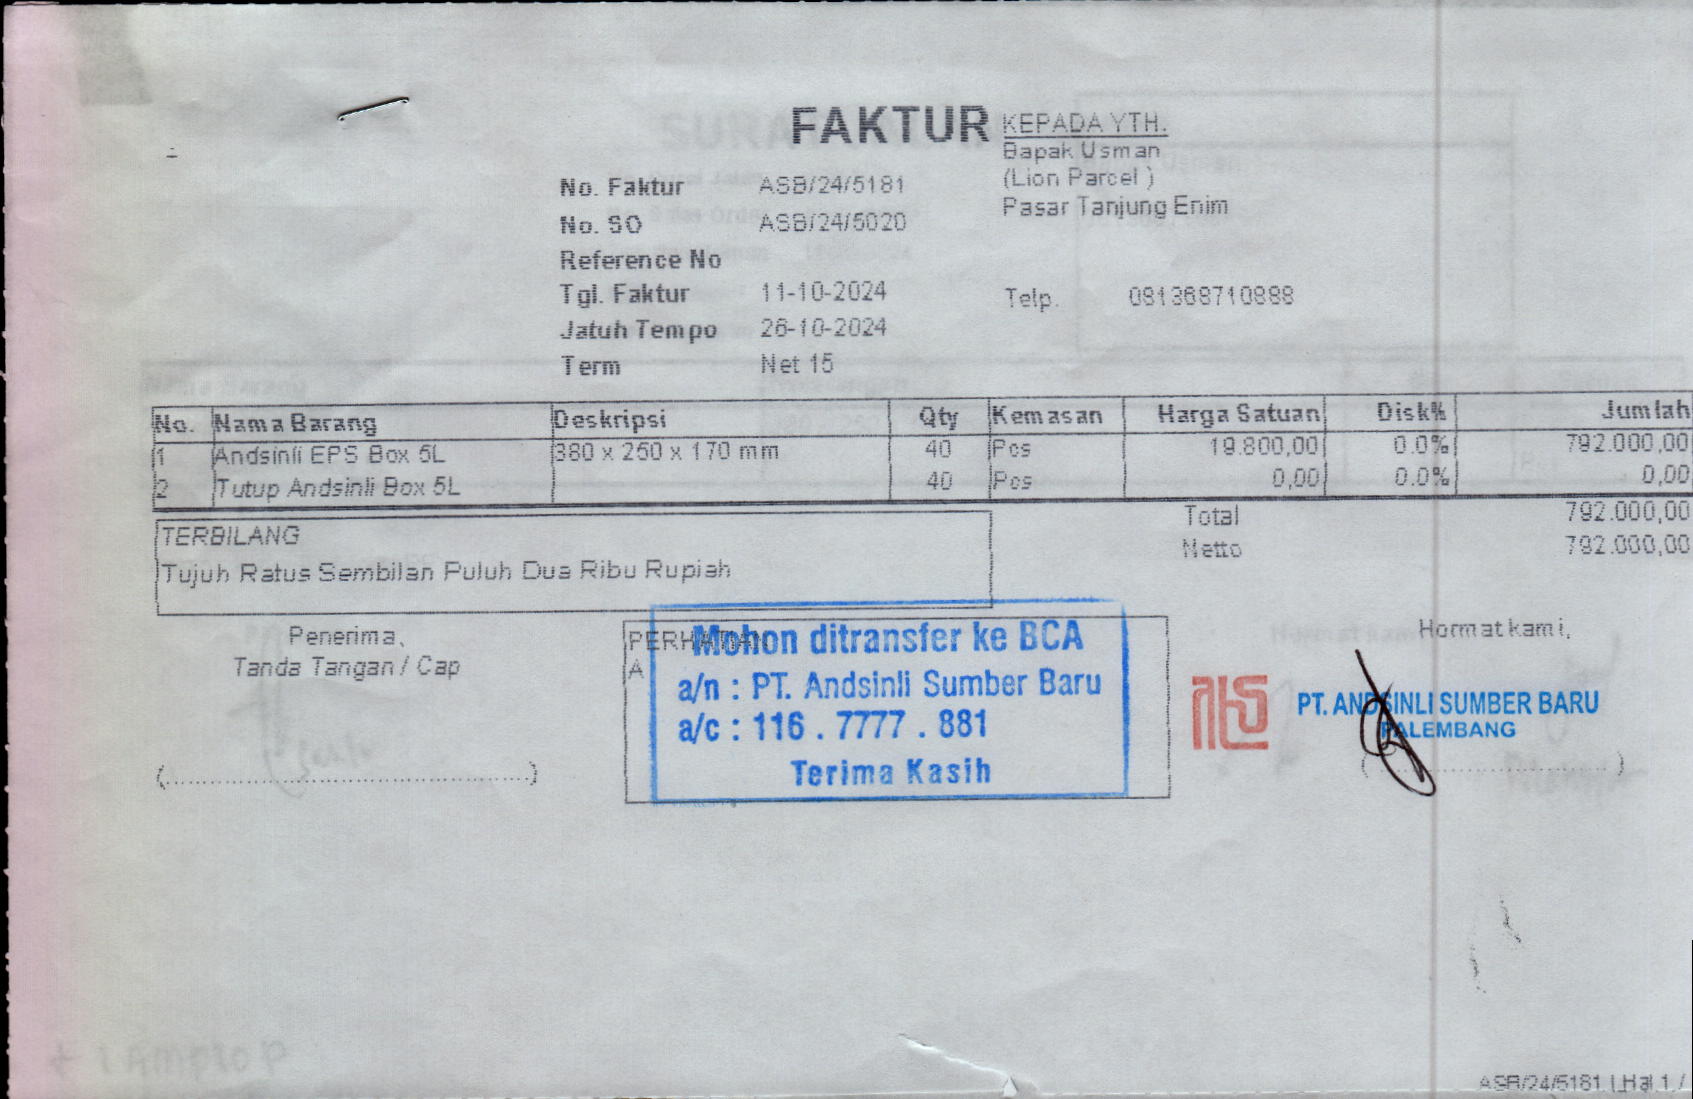 FAKTUR
KEPADA YTH.
Bapak Usman
(Lion Parcel )
Pasar Tanjung Enim
Telp. 081368710888
No. Faktur ASB/24/5181
No. SO ASB/24/5020
Reference No
Tgl. Faktur 11-10-2024
Jatuh Tempo 26-10-2024
Term Net 15
No. Nama Barang Deskripsi Qty Kemasan Harga Satuan Disk% Jumlah
1 Andsinli EPS Box 5L 380 x 250 x 170 mm 40 Pcs 19.800,00 0.0% 792.000,00
2 Tutup Andsinli Box 5L 40 Pcs 0,00 0.0% 0,00
Total 792.000,00
Netto 792.000,00
TERBILANG
Tujuh Ratus Sembilan Puluh Dua Ribu Rupiah
Penerima,
Tanda Tangan / Cap
(........................................)
PERHATIAN
A
Mohon ditransfer ke BCA
a/n : PT. Andsinli Sumber Baru
a/c : 116 . 7777 . 881
Terima Kasih
Hormat kami,
PT. ANDSINLI SUMBER BARU
PALEMBANG
+ 1 Amplop
ASB/24/5181 | Hal 1 /